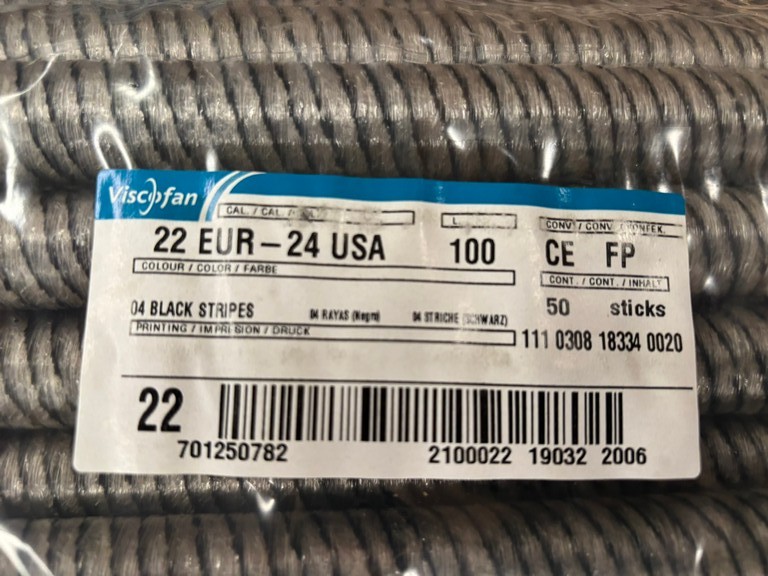 Viscofan
CAL. / CAL. /
L.
CONV / CONV. / KONFEK.
22 EUR – 24 USA
100
CE FP
COLOUR / COLOR / FARBE
CONT. / CONT. / INHALT
50 sticks
04 BLACK STRIPES
04 RAYAS (Negro)
04 STRICHE (SCHWARZ)
PRINTING / IMPRESION / DRUCK
111 0308 18334 0020
22
701250782
2100022 19032 2006